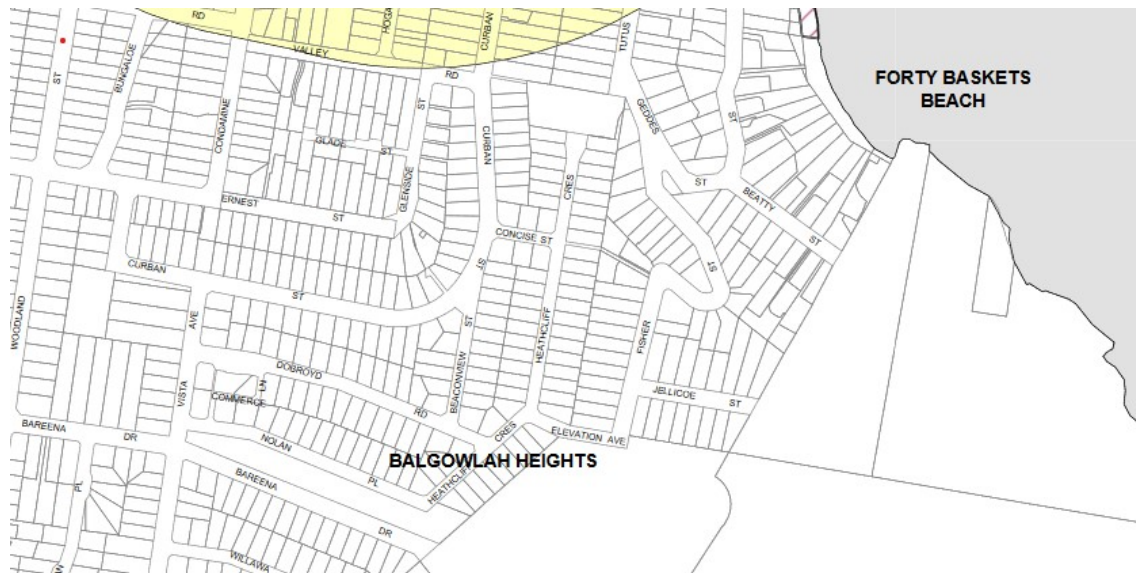 RD
HOGA
CURBAN
TUTUS
VALLEY
RD
ST
BUNGALOE
FORTY BASKETS
BEACH
CONDAMINE
ST
GEDDES
ST
GLADE ST
CURBAN
GLENSIDE
CRES
ST
BEATTY ST
ERNEST ST
CONCISE ST
ST
ST
CURBAN ST
WOODLAND
AVE
ST
HEATHCLIFF
FISHER
DOBROYD RD
BEACONVIEW
VISTA
COMMERCE LN
JELLICOE ST
BAREENA DR
NOLAN PL
CRES
ELEVATION AVE
BALGOWLAH HEIGHTS
HEATHCLIFF
PL
BAREENA DR
WILLAWA